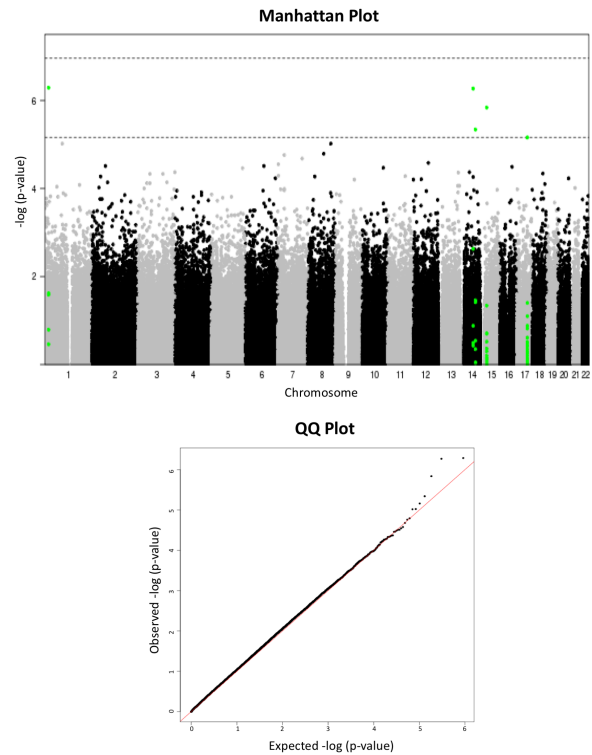 Manhattan Plot
6
4
2
-log (p-value)
1 2 3 4 5 6 7 8 9 10 11 12 13 14 15 16 17 18 19 20 21 22
Chromosome
QQ Plot
6
5
4
3
2
1
0
Observed -log (p-value)
0 1 2 3 4 5 6
Expected -log (p-value)